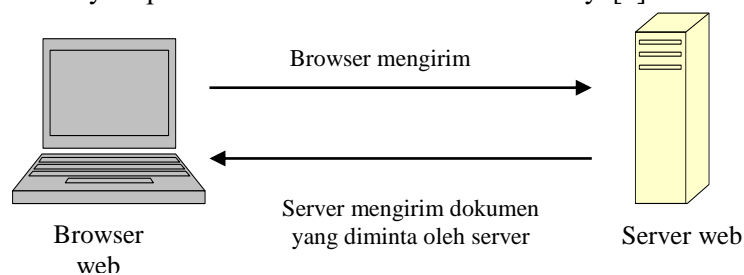 Browser mengirim
Server mengirim dokumen
yang diminta oleh server
Browser
web
Server web